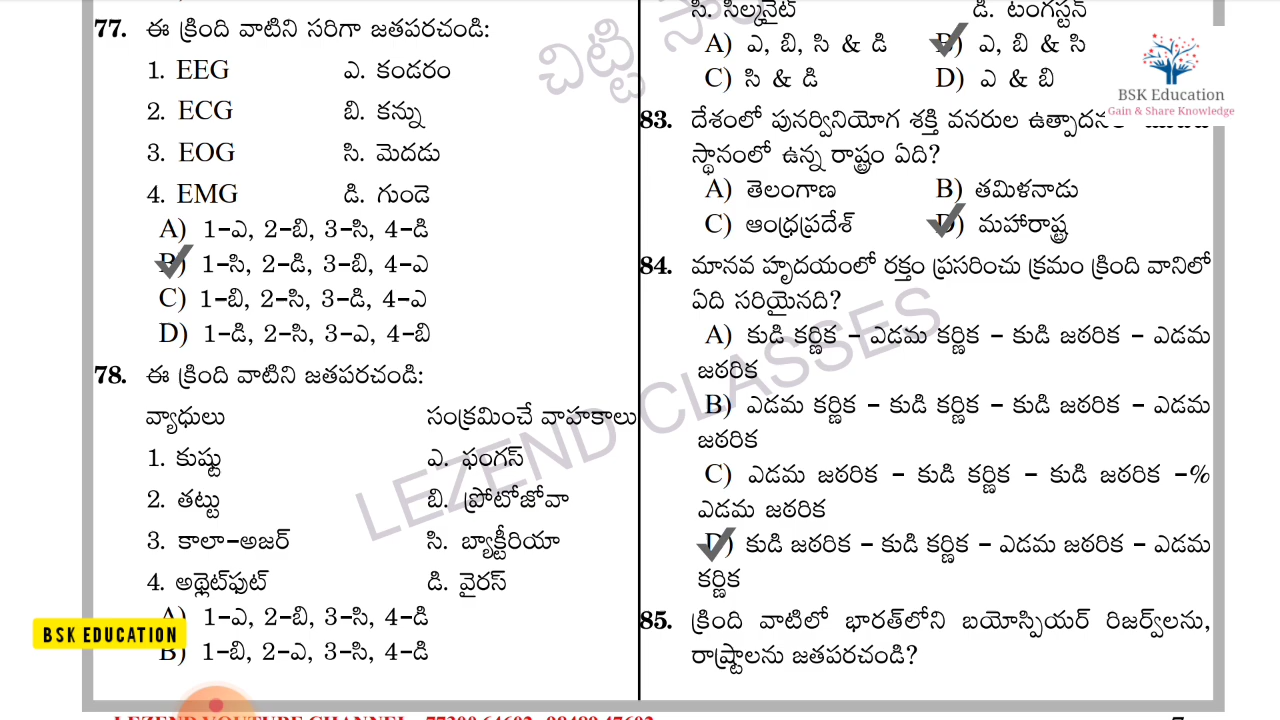 77. ఈ క్రింది వాటిని సరిగా జతపరచండి:
1. EEG ఎ. కండరం
2. ECG బి. కన్ను
3. EOG సి. మెదడు
4. EMG డి. గుండె
A) 1-ఎ, 2-బి, 3-సి, 4-డి
B) 1-సి, 2-డి, 3-బి, 4-ఎ
C) 1-బి, 2-సి, 3-డి, 4-ఎ
D) 1-డి, 2-సి, 3-ఎ, 4-బి
78. ఈ క్రింది వాటిని జతపరచండి:
వ్యాధులు సంక్రమించే వాహకాలు
1. కుష్టు ఎ. ఫంగస్
2. తట్టు బి. ప్రోటోజోవా
3. కాలా-అజర్ సి. బ్యాక్టీరియా
4. అథ్లెట్‌ఫుట్ డి. వైరస్
A) 1-ఎ, 2-బి, 3-సి, 4-డి
B) 1-బి, 2-ఎ, 3-సి, 4-డి
సి. సిల్మనైట్ డి. టంగస్టన్
A) ఎ, బి, సి & డి B) ఎ, బి & సి
C) సి & డి D) ఎ & బి
83. దేశంలో పునర్వినియోగ శక్తి వనరుల
స్థానంలో ఉన్న రాష్ట్రం ఏది?
A) తెలంగాణ B) తమిళనాడు
C) ఆంధ్రప్రదేశ్ D) మహారాష్ట్ర
84. మానవ హృదయంలో రక్తం ప్రసరించు క్రమం క్రింది వానిలో
ఏది సరియైనది?
A) కుడి కర్ణిక - ఎడమ కర్ణిక - కుడి జఠరిక - ఎడమ
జఠరిక
B) ఎడమ కర్ణిక - కుడి కర్ణిక - కుడి జఠరిక - ఎడమ
జఠరిక
C) ఎడమ జఠరిక - కుడి కర్ణిక - కుడి జఠరిక -%
ఎడమ జఠరిక
D) కుడి జఠరిక - కుడి కర్ణిక - ఎడమ జఠరిక - ఎడమ
కర్ణిక
85. క్రింది వాటిలో భారత్‌లోని బయోస్పియర్ రిజర్వ్‌లను,
రాష్ట్రాలను జతపరచండి?
BSK Education
Gain & Share Knowledge
చిట్టి
LEZEND CLASSES
BSK EDUCATION
LEZEND YOUTUBE CHANNEL